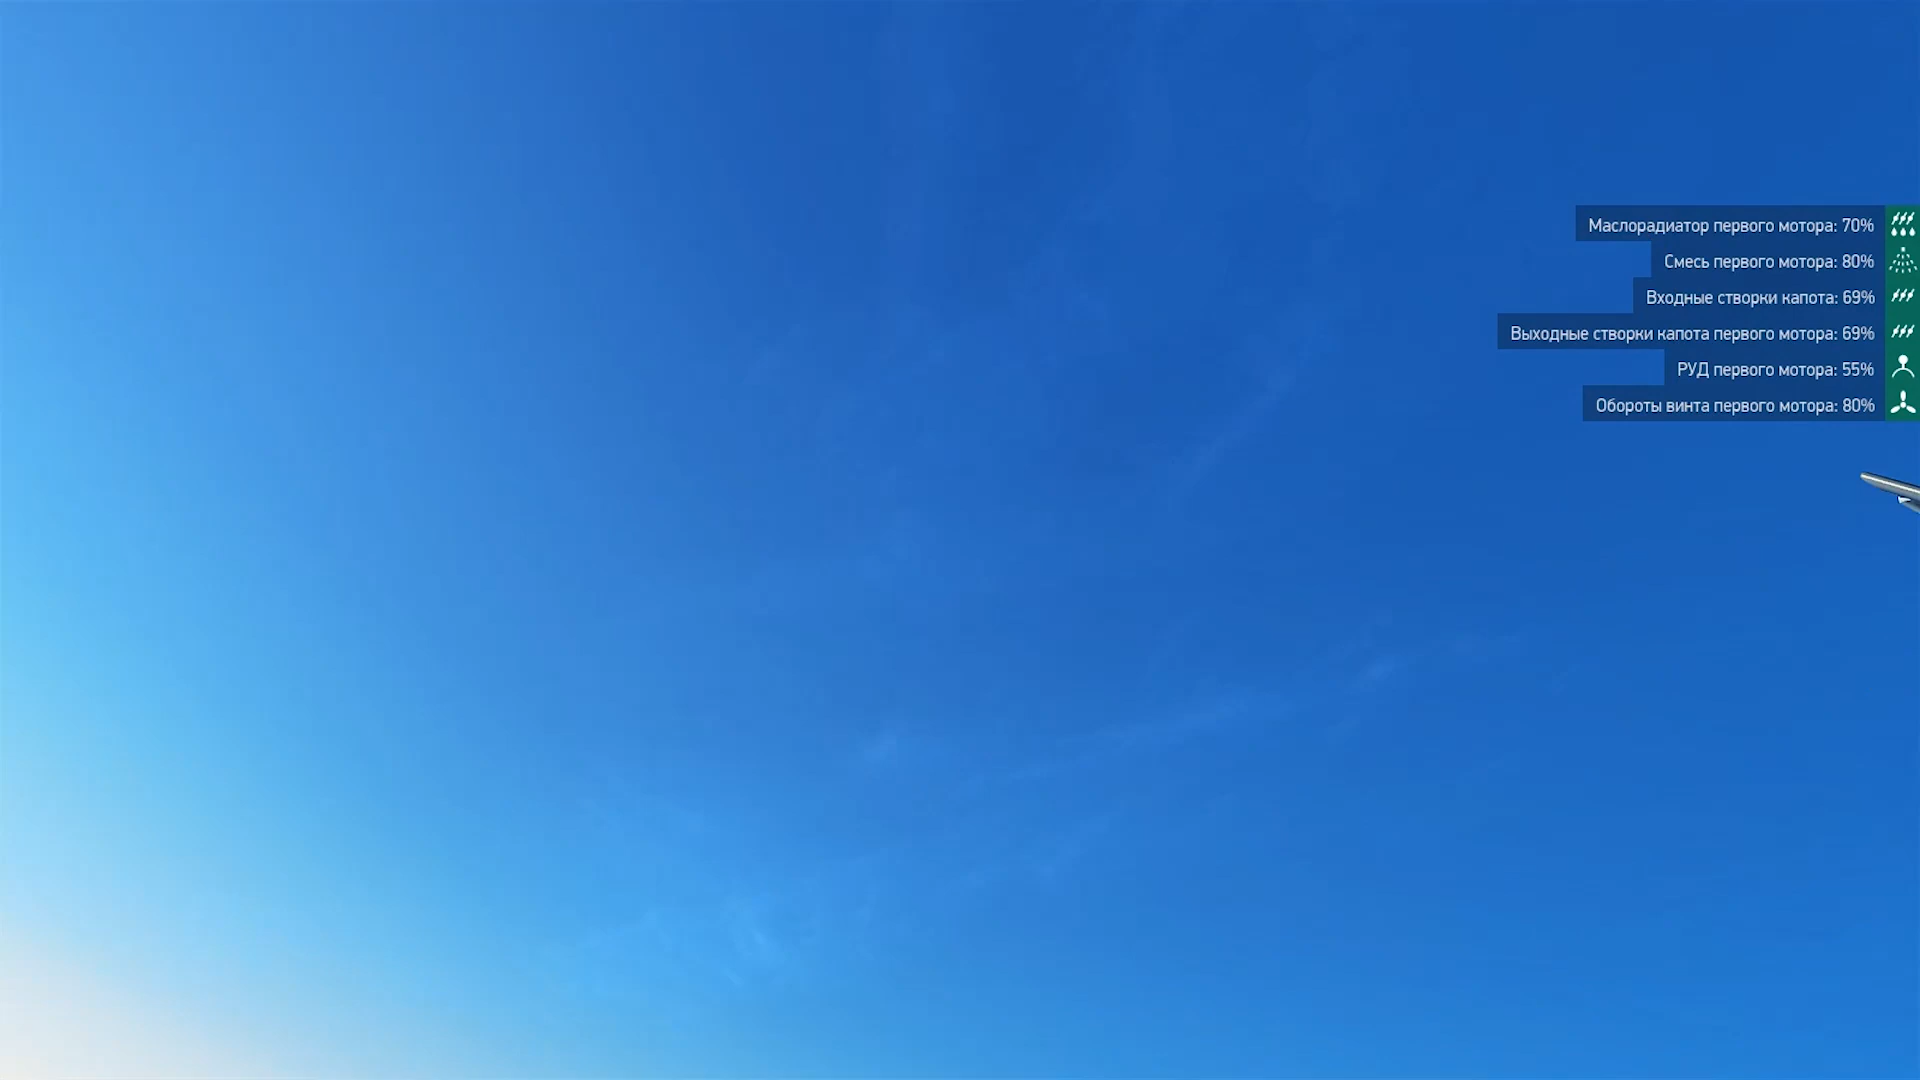 Маслорадиатор первого мотора: 70%
Смесь первого мотора: 80%
Входные створки капота: 69%
Выходные створки капота первого мотора: 69%
РУД первого мотора: 55%
Обороты винта первого мотора: 80%